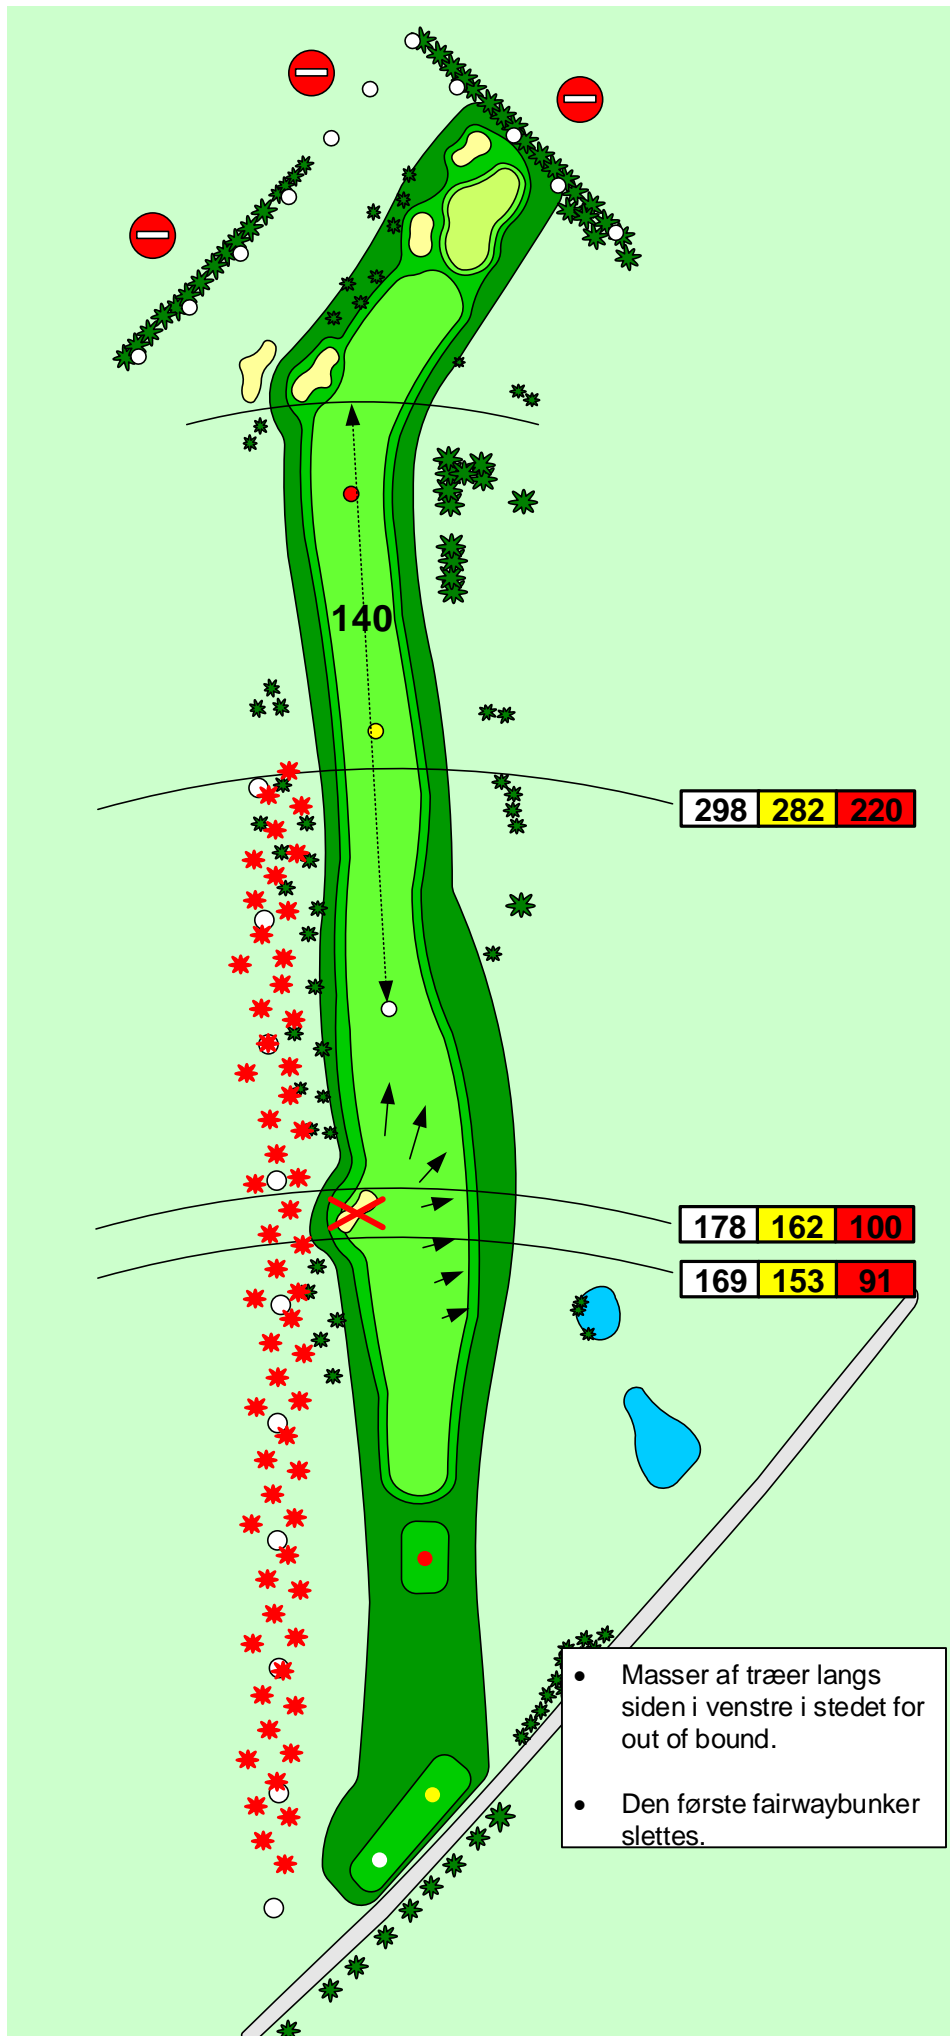 140
298 282 220
178 162 100
169 153 91
• Masser af træer langs
siden i venstre i stedet for
out of bound.
• Den første fairwaybunker
slettes.